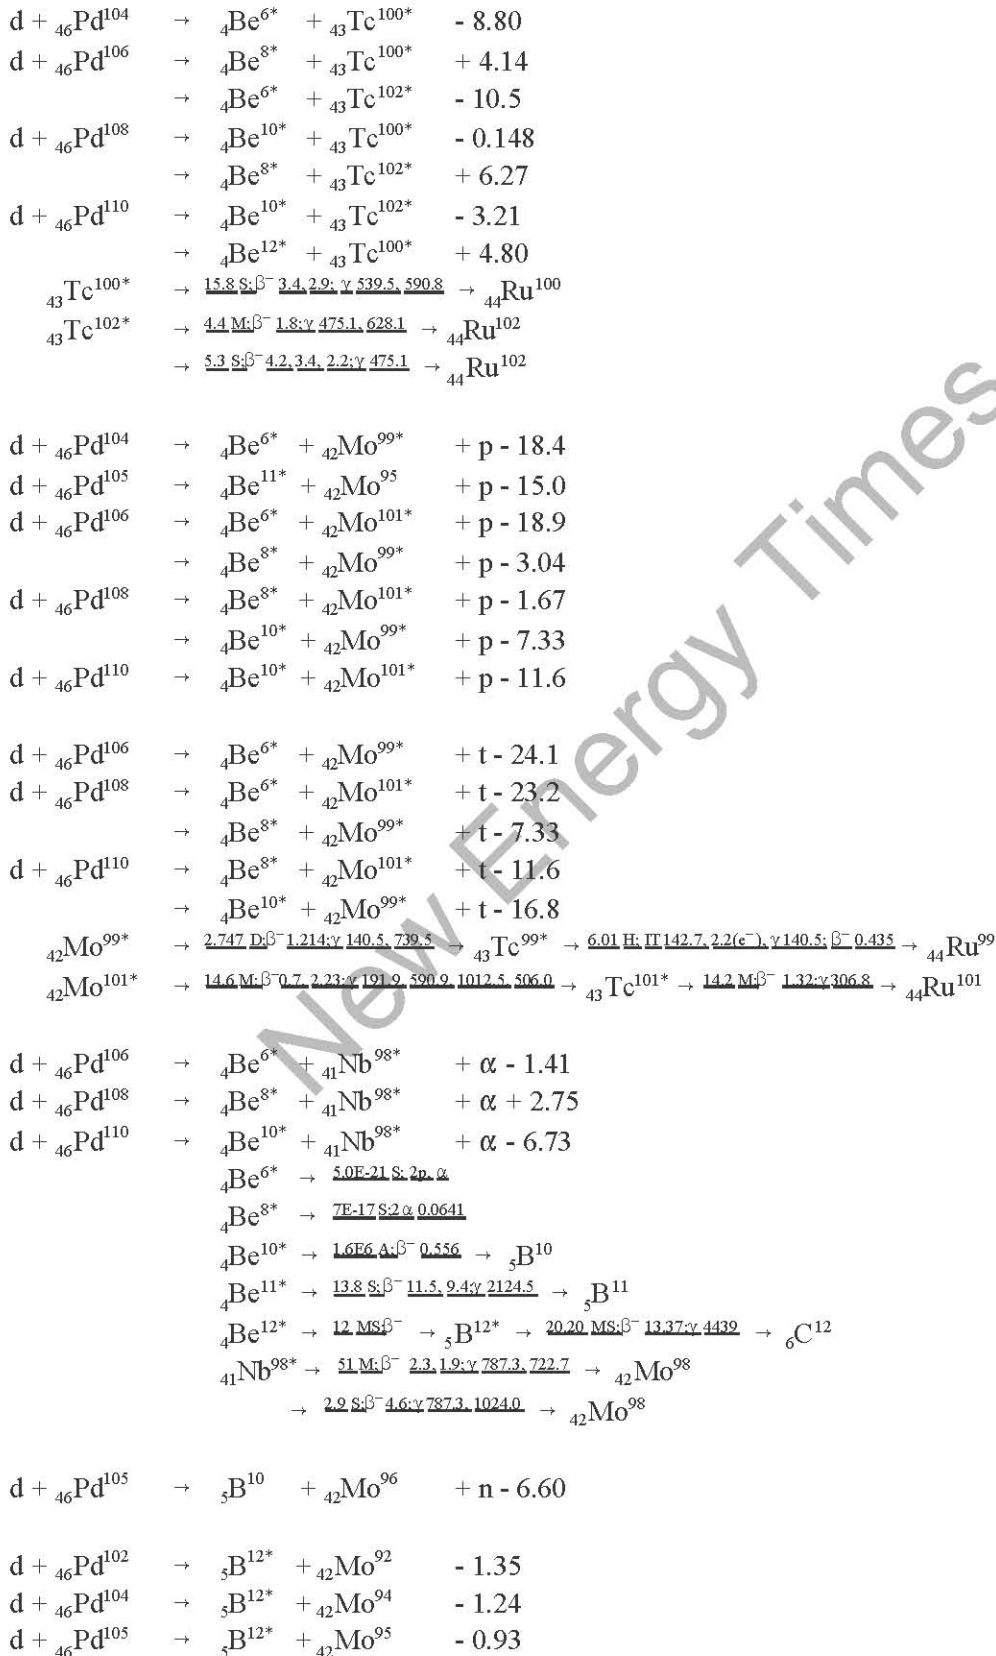 d + ₄₆Pd¹⁰⁴ → ₄Be⁶* + ₄₃Tc¹⁰⁰* - 8.80
d + ₄₆Pd¹⁰⁶ → ₄Be⁸* + ₄₃Tc¹⁰⁰* + 4.14
→ ₄Be⁶* + ₄₃Tc¹⁰²* - 10.5
d + ₄₆Pd¹⁰⁸ → ₄Be¹⁰* + ₄₃Tc¹⁰⁰* - 0.148
→ ₄Be⁸* + ₄₃Tc¹⁰²* + 6.27
d + ₄₆Pd¹¹⁰ → ₄Be¹⁰* + ₄₃Tc¹⁰²* - 3.21
→ ₄Be¹²* + ₄₃Tc¹⁰⁰* + 4.80
₄₃Tc¹⁰⁰* → 15.8 S; β⁻ 3.4, 2.9; γ 539.5, 590.8 → ₄₄Ru¹⁰⁰
₄₃Tc¹⁰²* → 4.4 M; β⁻ 1.8; γ 475.1, 628.1 → ₄₄Ru¹⁰²
→ 5.3 S; β⁻ 4.2, 3.4, 2.2; γ 475.1 → ₄₄Ru¹⁰²
d + ₄₆Pd¹⁰⁴ → ₄Be⁶* + ₄₂Mo⁹⁹* + p - 18.4
d + ₄₆Pd¹⁰⁵ → ₄Be¹¹* + ₄₂Mo⁹⁵ + p - 15.0
d + ₄₆Pd¹⁰⁶ → ₄Be⁶* + ₄₂Mo¹⁰¹* + p - 18.9
→ ₄Be⁸* + ₄₂Mo⁹⁹* + p - 3.04
d + ₄₆Pd¹⁰⁸ → ₄Be⁸* + ₄₂Mo¹⁰¹* + p - 1.67
→ ₄Be¹⁰* + ₄₂Mo⁹⁹* + p - 7.33
d + ₄₆Pd¹¹⁰ → ₄Be¹⁰* + ₄₂Mo¹⁰¹* + p - 11.6
d + ₄₆Pd¹⁰⁶ → ₄Be⁶* + ₄₂Mo⁹⁹* + t - 24.1
d + ₄₆Pd¹⁰⁸ → ₄Be⁶* + ₄₂Mo¹⁰¹* + t - 23.2
→ ₄Be⁸* + ₄₂Mo⁹⁹* + t - 7.33
d + ₄₆Pd¹¹⁰ → ₄Be⁸* + ₄₂Mo¹⁰¹* + t - 11.6
→ ₄Be¹⁰* + ₄₂Mo⁹⁹* + t - 16.8
₄₂Mo⁹⁹* → 2.747 D; β⁻ 1.214; γ 140.5, 739.5 → ₄₃Tc⁹⁹* → 6.01 H; IT 142.7, 2.2(e⁻), γ 140.5; β⁻ 0.435 → ₄₄Ru⁹⁹
₄₂Mo¹⁰¹* → 14.6 M; β⁻ 0.7, 2.23; γ 191.9, 590.9, 1012.5, 506.0 → ₄₃Tc¹⁰¹* → 14.2 M; β⁻ 1.32; γ 306.8 → ₄₄Ru¹⁰¹
d + ₄₆Pd¹⁰⁶ → ₄Be⁶* + ₄₁Nb⁹⁸* + α - 1.41
d + ₄₆Pd¹⁰⁸ → ₄Be⁸* + ₄₁Nb⁹⁸* + α + 2.75
d + ₄₆Pd¹¹⁰ → ₄Be¹⁰* + ₄₁Nb⁹⁸* + α - 6.73
₄Be⁶* → 5.0E-21 S; 2p, α
₄Be⁸* → 7E-17 S; 2 α 0.0641
₄Be¹⁰* → 1.6E6 A; β⁻ 0.556 → ₅B¹⁰
₄Be¹¹* → 13.8 S; β⁻ 11.5, 9.4; γ 2124.5 → ₅B¹¹
₄Be¹²* → 12 MS; β⁻ → ₅B¹²* → 20.20 MS; β⁻ 13.37; γ 4439 → ₆C¹²
₄₁Nb⁹⁸* → 51 M; β⁻ 2.3, 1.9; γ 787.3, 722.7 → ₄₂Mo⁹⁸
→ 2.9 S; β⁻ 4.6; γ 787.3, 1024.0 → ₄₂Mo⁹⁸
d + ₄₆Pd¹⁰⁵ → ₅B¹⁰ + ₄₂Mo⁹⁶ + n - 6.60
d + ₄₆Pd¹⁰² → ₅B¹²* + ₄₂Mo⁹² - 1.35
d + ₄₆Pd¹⁰⁴ → ₅B¹²* + ₄₂Mo⁹⁴ - 1.24
d + ₄₆Pd¹⁰⁵ → ₅B¹²* + ₄₂Mo⁹⁵ - 0.93
New Energy Times